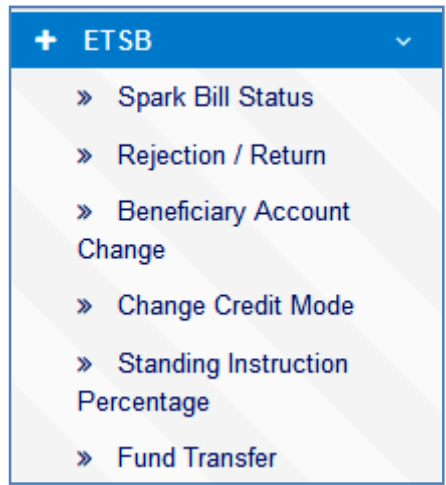 ETSB
Spark Bill Status
Rejection / Return
Beneficiary Account
Change
Change Credit Mode
Standing Instruction
Percentage
Fund Transfer